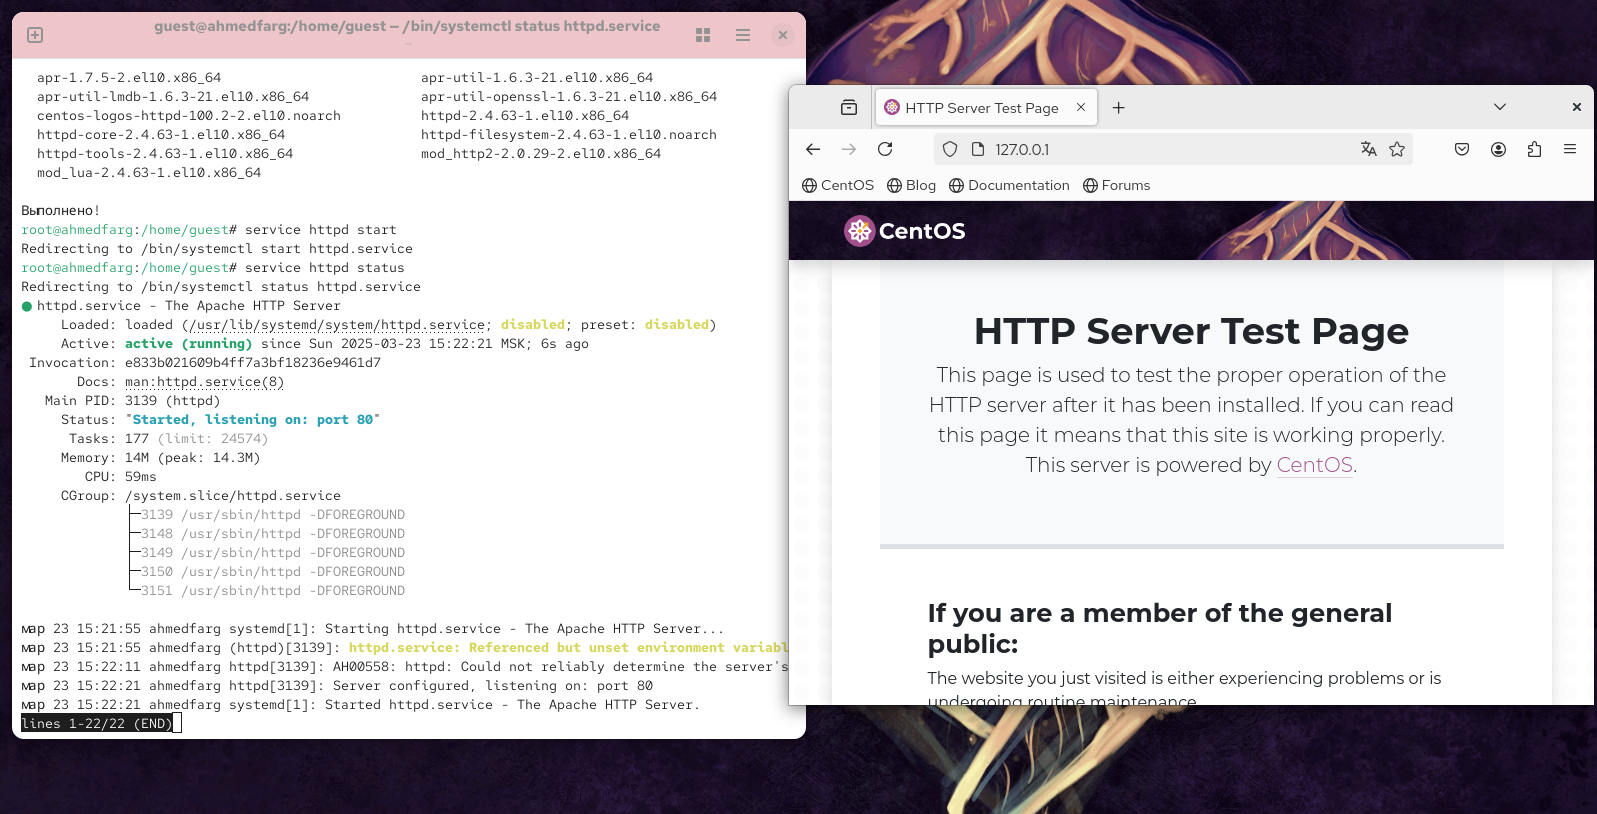 guest@ahmedfarg:/home/guest — /bin/systemctl status httpd.service
apr-1.7.5-2.el10.x86_64 apr-util-1.6.3-21.el10.x86_64
apr-util-lmdb-1.6.3-21.el10.x86_64 apr-util-openssl-1.6.3-21.el10.x86_64
centos-logos-httpd-100.2-2.el10.noarch httpd-2.4.63-1.el10.x86_64
httpd-core-2.4.63-1.el10.x86_64 httpd-filesystem-2.4.63-1.el10.noarch
httpd-tools-2.4.63-1.el10.x86_64 mod_http2-2.0.29-2.el10.x86_64
mod_lua-2.4.63-1.el10.x86_64
Выполнено!
root@ahmedfarg:/home/guest# service httpd start
Redirecting to /bin/systemctl start httpd.service
root@ahmedfarg:/home/guest# service httpd status
Redirecting to /bin/systemctl status httpd.service
● httpd.service - The Apache HTTP Server
Loaded: loaded (/usr/lib/systemd/system/httpd.service; disabled; preset: disabled)
Active: active (running) since Sun 2025-03-23 15:22:21 MSK; 6s ago
Invocation: e833b021609b4ff7a3bf18236e9461d7
Docs: man:httpd.service(8)
Main PID: 3139 (httpd)
Status: "Started, listening on: port 80"
Tasks: 177 (limit: 24574)
Memory: 14M (peak: 14.3M)
CPU: 59ms
CGroup: /system.slice/httpd.service
├─3139 /usr/sbin/httpd -DFOREGROUND
├─3148 /usr/sbin/httpd -DFOREGROUND
├─3149 /usr/sbin/httpd -DFOREGROUND
├─3150 /usr/sbin/httpd -DFOREGROUND
└─3151 /usr/sbin/httpd -DFOREGROUND
мар 23 15:21:55 ahmedfarg systemd[1]: Starting httpd.service - The Apache HTTP Server...
мар 23 15:21:55 ahmedfarg (httpd)[3139]: httpd.service: Referenced but unset environment variabl
мар 23 15:22:11 ahmedfarg httpd[3139]: AH00558: httpd: Could not reliably determine the server's
мар 23 15:22:21 ahmedfarg httpd[3139]: Server configured, listening on: port 80
мар 23 15:22:21 ahmedfarg systemd[1]: Started httpd.service - The Apache HTTP Server.
lines 1-22/22 (END)
HTTP Server Test Page
127.0.0.1
CentOS Blog Documentation Forums
CentOS
HTTP Server Test Page
This page is used to test the proper operation of the
HTTP server after it has been installed. If you can read
this page it means that this site is working properly.
This server is powered by CentOS.
If you are a member of the general
public:
The website you just visited is either experiencing problems or is
undergoing routine maintenance.